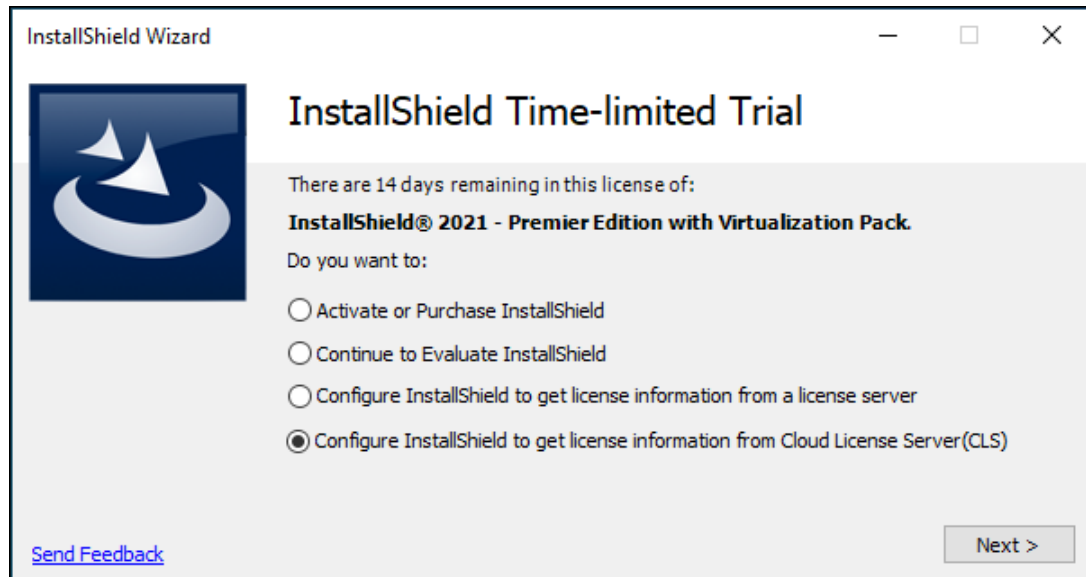 InstallShield Wizard
InstallShield Time-limited Trial
There are 14 days remaining in this license of:
InstallShield® 2021 - Premier Edition with Virtualization Pack.
Do you want to:
Activate or Purchase InstallShield
Continue to Evaluate InstallShield
Configure InstallShield to get license information from a license server
Configure InstallShield to get license information from Cloud License Server(CLS)
Send Feedback
Next >